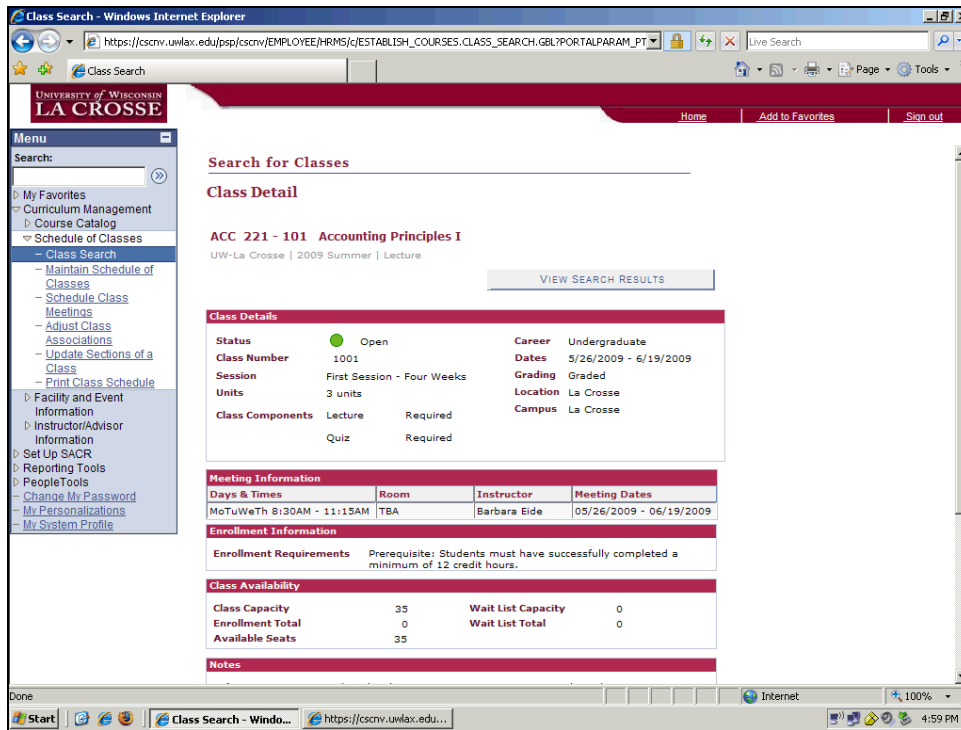 Class Search - Windows Internet Explorer
https://cscnv.uwlax.edu/psp/cscnv/EMPLOYEE/HRMS/c/ESTABLISH_COURSES.CLASS_SEARCH.GBL?PORTALPARAM_PT
Live Search
Class Search
Page
Tools
UNIVERSITY of WISCONSIN
LA CROSSE
Home
Add to Favorites
Sign out
Menu
Search:
My Favorites
Curriculum Management
Course Catalog
Schedule of Classes
– Class Search
– Maintain Schedule of
Classes
– Schedule Class
Meetings
– Adjust Class
Associations
– Update Sections of a
Class
– Print Class Schedule
Facility and Event
Information
Instructor/Advisor
Information
Set Up SACR
Reporting Tools
PeopleTools
– Change My Password
– My Personalizations
– My System Profile
Search for Classes
Class Detail
ACC 221 - 101 Accounting Principles I
UW-La Crosse | 2009 Summer | Lecture
VIEW SEARCH RESULTS
Class Details
Status Open Career Undergraduate
Class Number 1001 Dates 5/26/2009 - 6/19/2009
Session First Session - Four Weeks Grading Graded
Units 3 units Location La Crosse
Class Components Lecture Required Campus La Crosse
Quiz Required
Meeting Information
Days & Times Room Instructor Meeting Dates
MoTuWeTh 8:30AM - 11:15AM TBA Barbara Eide 05/26/2009 - 06/19/2009
Enrollment Information
Enrollment Requirements Prerequisite: Students must have successfully completed a
minimum of 12 credit hours.
Class Availability
Class Capacity 35 Wait List Capacity 0
Enrollment Total 0 Wait List Total 0
Available Seats 35
Notes
Done
Internet
100%
Start
Class Search - Windo...
https://cscnv.uwlax.edu...
4:59 PM